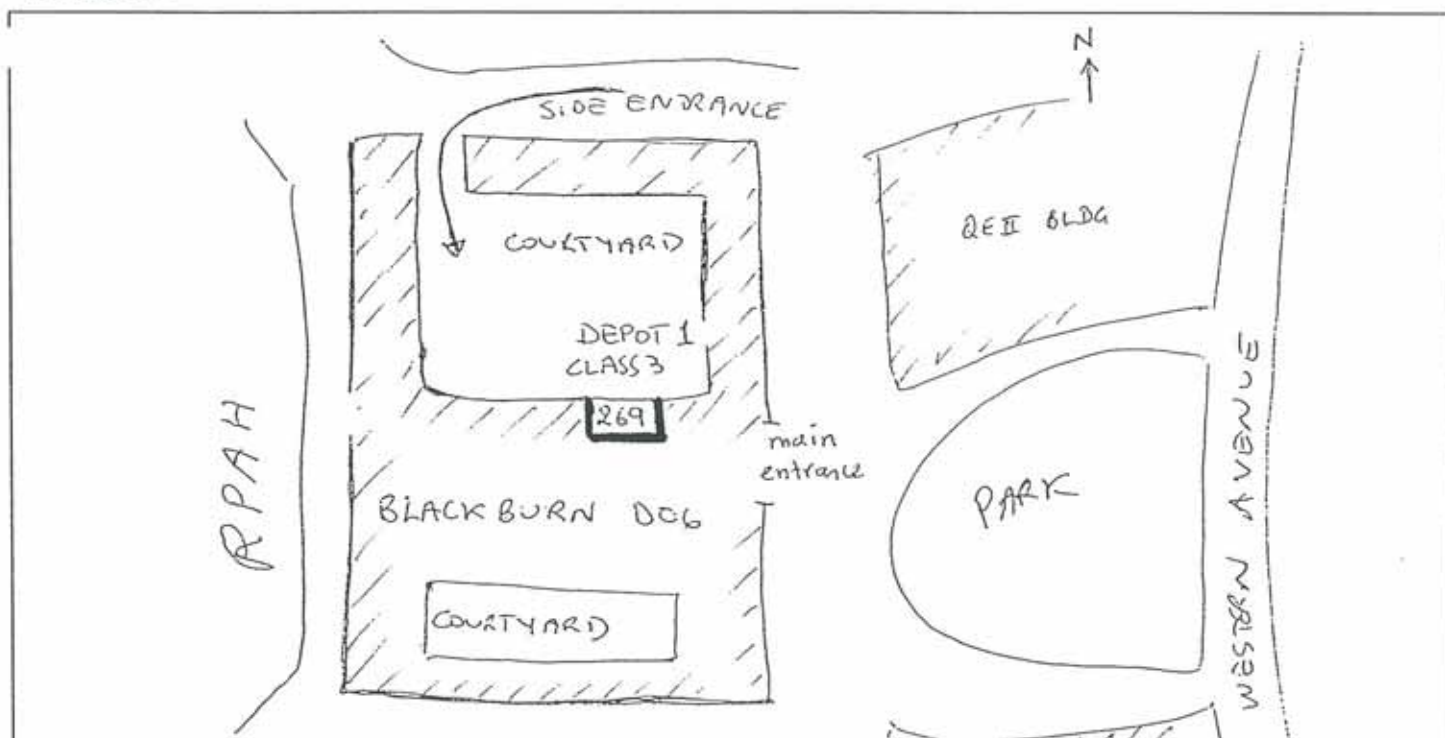 N
SIDE ENTRANCE
QE II BLDG
COURTYARD
DEPOT 1
CLASS 3
269
main
entrance
RPAH
BLACKBURN D06
PARK
WESTERN AVENUE
COURTYARD